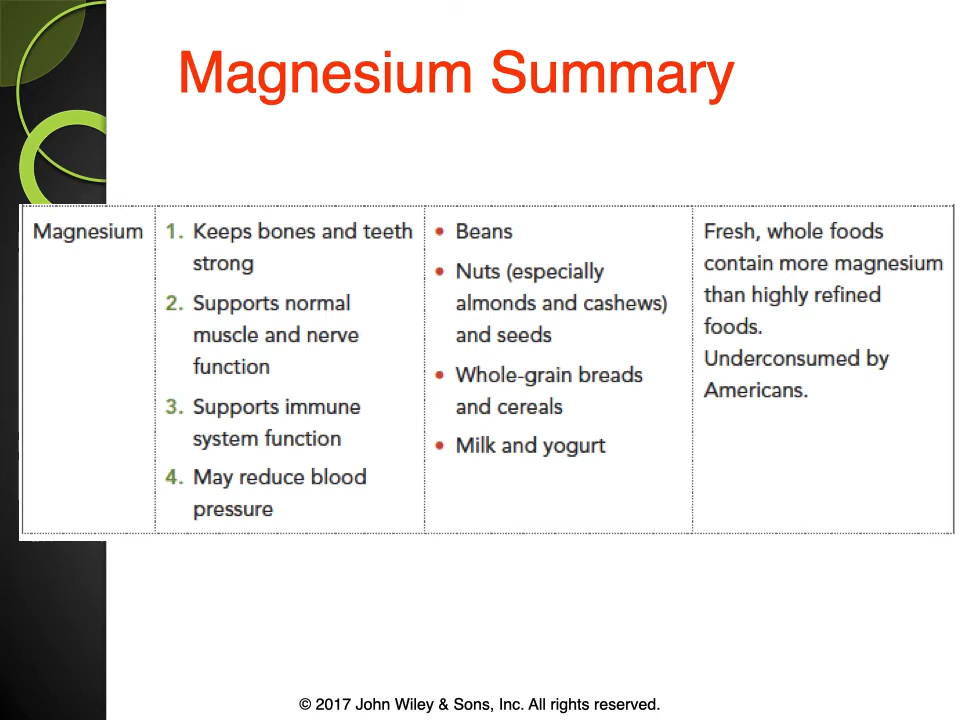 Magnesium Summary
Magnesium
1. Keeps bones and teeth
strong
2. Supports normal
muscle and nerve
function
3. Supports immune
system function
4. May reduce blood
pressure
• Beans
• Nuts (especially
almonds and cashews)
and seeds
• Whole-grain breads
and cereals
• Milk and yogurt
Fresh, whole foods
contain more magnesium
than highly refined
foods.
Underconsumed by
Americans.
© 2017 John Wiley & Sons, Inc. All rights reserved.